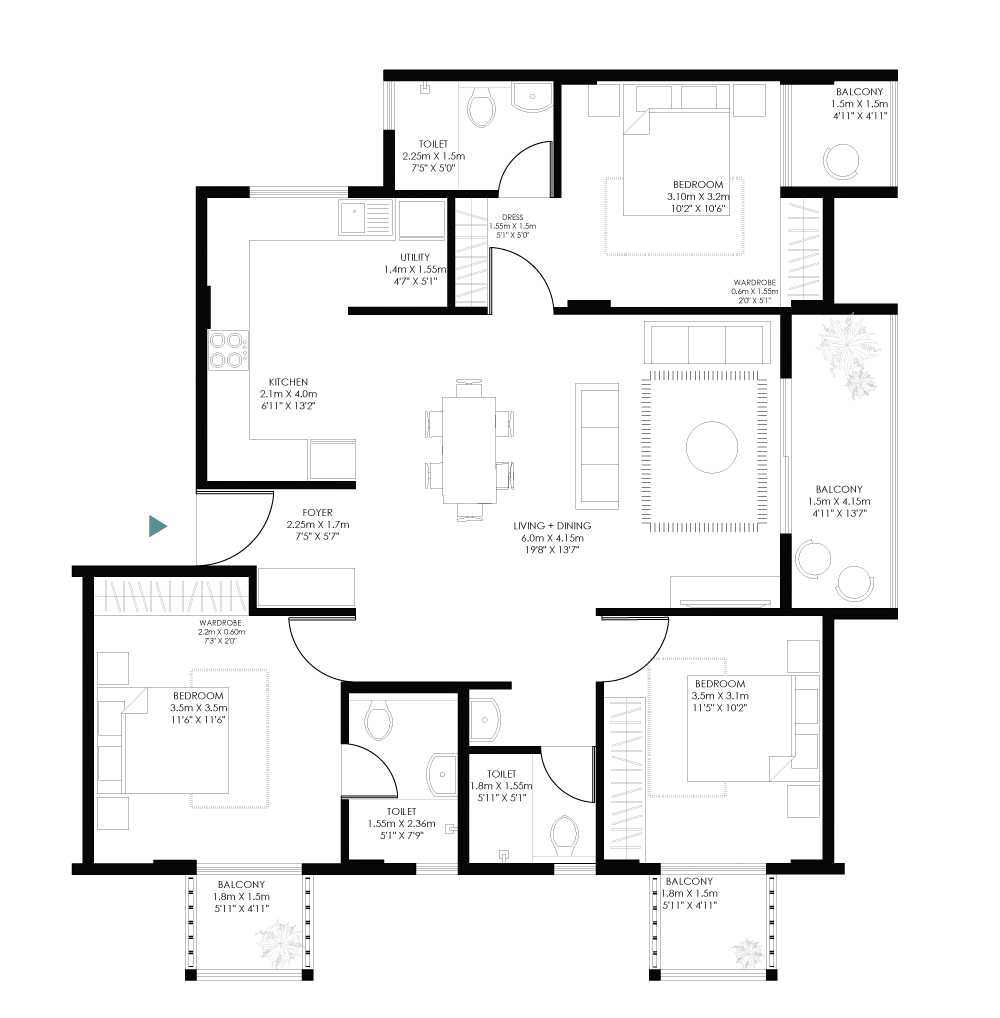 BALCONY
1.5m X 1.5m
4'11" X 4'11"
TOILET
2.25m X 1.5m
7'5" X 5'0"
BEDROOM
3.10m X 3.2m
10'2" X 10'6"
DRESS
1.55m X 1.5m
5'1" X 5'0"
UTILITY
1.4m X 1.55m
4'7" X 5'1"
WARDROBE
0.6m X 1.55m
2'0" X 5'1"
KITCHEN
2.1m X 4.0m
6'11" X 13'2"
BALCONY
1.5m X 4.15m
4'11" X 13'7"
FOYER
2.25m X 1.7m
7'5" X 5'7"
LIVING + DINING
6.0m X 4.15m
19'8" X 13'7"
WARDROBE
2.2m X 0.60m
7'3" X 2'0"
BEDROOM
3.5m X 3.5m
11'6" X 11'6"
BEDROOM
3.5m X 3.1m
11'5" X 10'2"
TOILET
1.8m X 1.55m
5'11" X 5'1"
TOILET
1.55m X 2.36m
5'1" X 7'9"
BALCONY
1.8m X 1.5m
5'11" X 4'11"
BALCONY
1.8m X 1.5m
5'11" X 4'11"